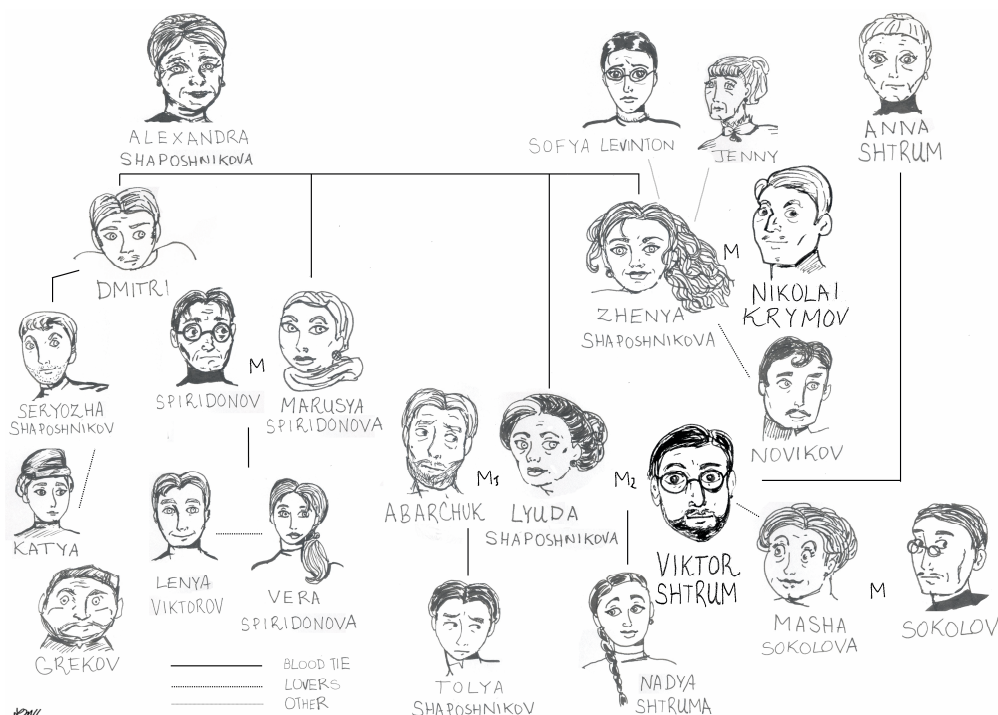 ALEXANDRA
SHAPOSHNIKOVA
SOFYA LEVINTON
JENNY
ANNA
SHTRUM
DMITRI
ZHENYA
SHAPOSHNIKOVA
M
NIKOLAI
KRYMOV
SERYOZHA
SHAPOSHNIKOV
SPIRIDONOV
M
MARUSYA
SPIRIDONOVA
NOVIKOV
ABARCHUK
M1
LYUDA
SHAPOSHNIKOVA
M2
VIKTOR
SHTRUM
KATYA
LENYA
VIKTOROV
VERA
SPIRIDONOVA
MASHA
SOKOLOVA
M
SOKOLOV
GREKOV
TOLYA
SHAPOSHNIKOV
NADYA
SHTRUMA
BLOOD TIE
LOVERS
OTHER